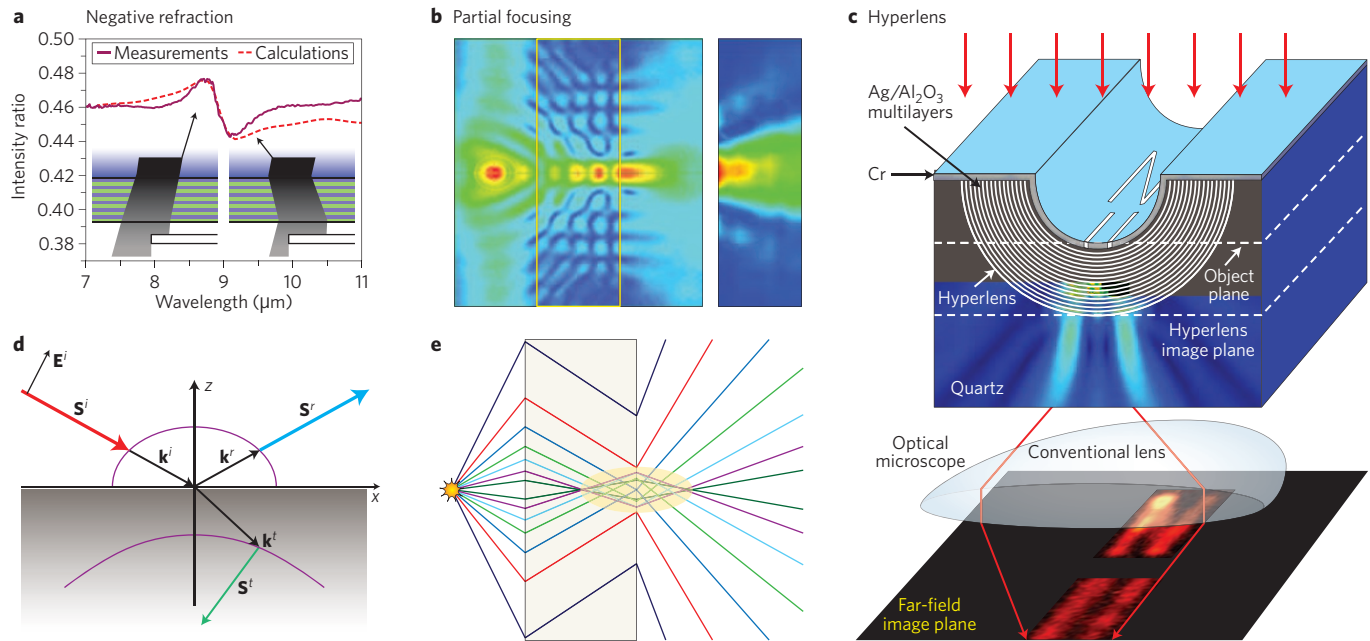 a Negative refraction
Intensity ratio
0.50
0.48
0.46
0.44
0.42
0.40
0.38
Measurements Calculations
7 8 9 10 11
Wavelength (µm)
b Partial focusing
c Hyperlens
Ag/Al₂O₃
multilayers
Cr
Object
plane
Hyperlens
Hyperlens
image plane
Quartz
Optical
microscope
Conventional lens
Far-field
image plane
d
Eⁱ
z
Sⁱ
Sʳ
kⁱ
kʳ
x
kᵗ
Sᵗ
e